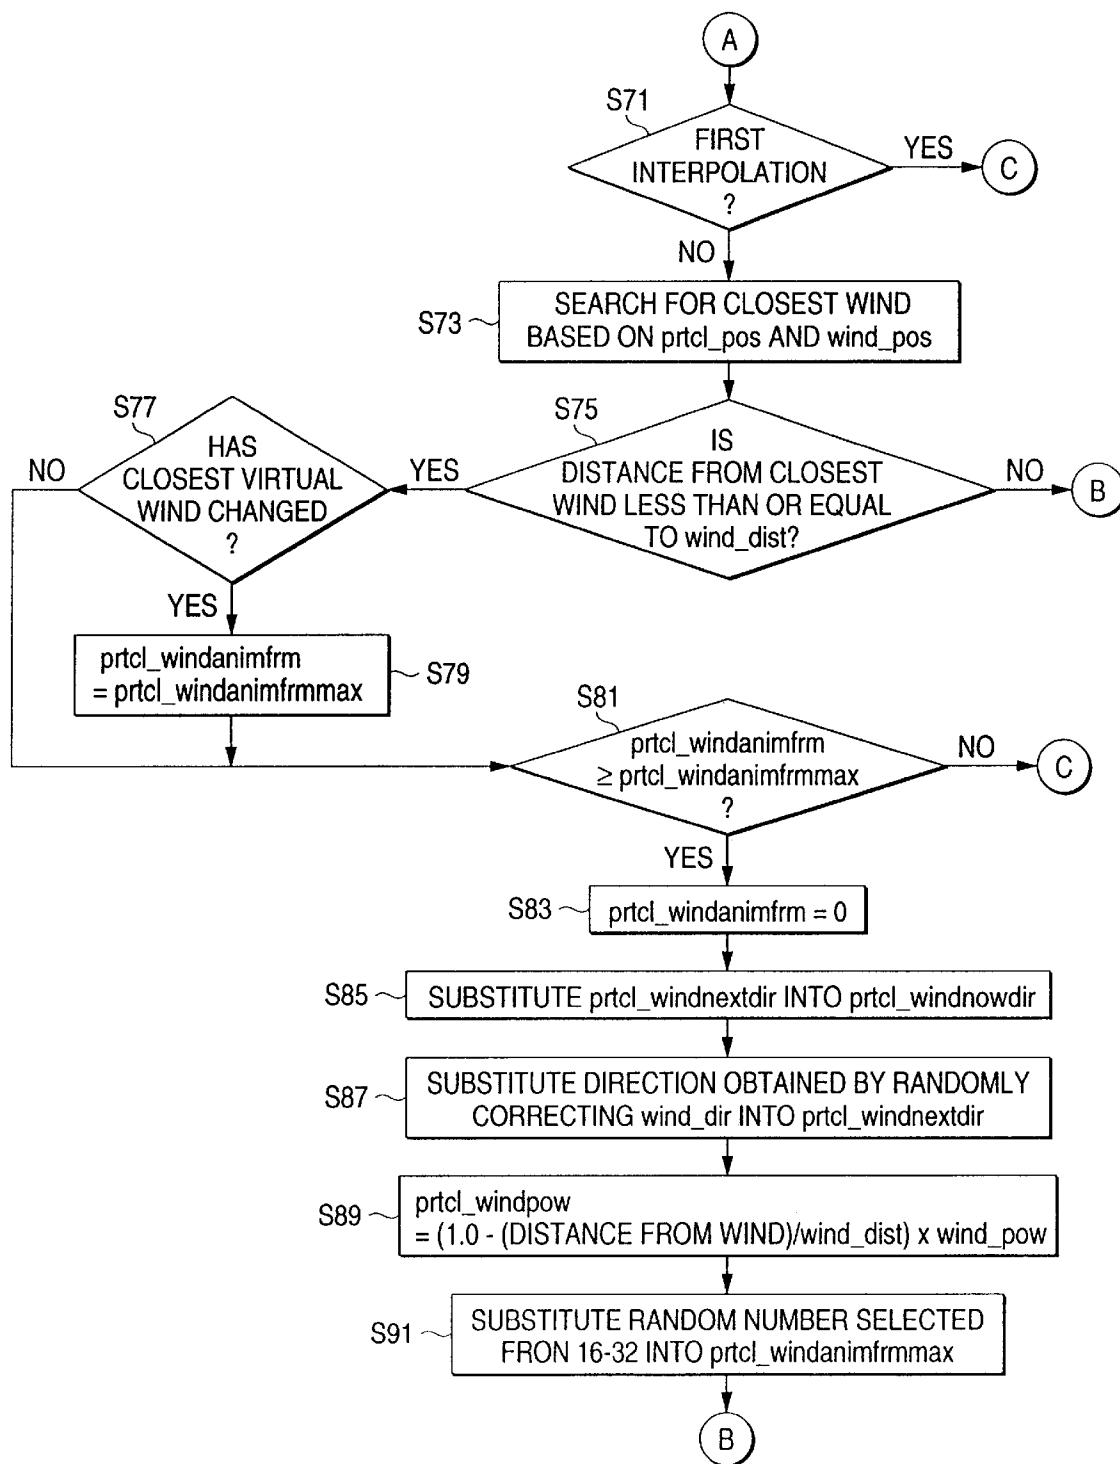 A
S71
FIRST
INTERPOLATION
?
YES
C
NO
S73
SEARCH FOR CLOSEST WIND
BASED ON prtcl_pos AND wind_pos
S77
HAS
CLOSEST VIRTUAL
WIND CHANGED
?
NO
YES
S75
IS
DISTANCE FROM CLOSEST
WIND LESS THAN OR EQUAL
TO wind_dist?
NO
B
YES
prtcl_windanimfrm
= prtcl_windanimfrmmax
S79
S81
prtcl_windanimfrm
≥ prtcl_windanimfrmmax
?
NO
C
YES
S83
prtcl_windanimfrm = 0
S85
SUBSTITUTE prtcl_windnextdir INTO prtcl_windnowdir
S87
SUBSTITUTE DIRECTION OBTAINED BY RANDOMLY
CORRECTING wind_dir INTO prtcl_windnextdir
S89
prtcl_windpow
= (1.0 - (DISTANCE FROM WIND)/wind_dist) x wind_pow
S91
SUBSTITUTE RANDOM NUMBER SELECTED
FRON 16-32 INTO prtcl_windanimfrmmax
B